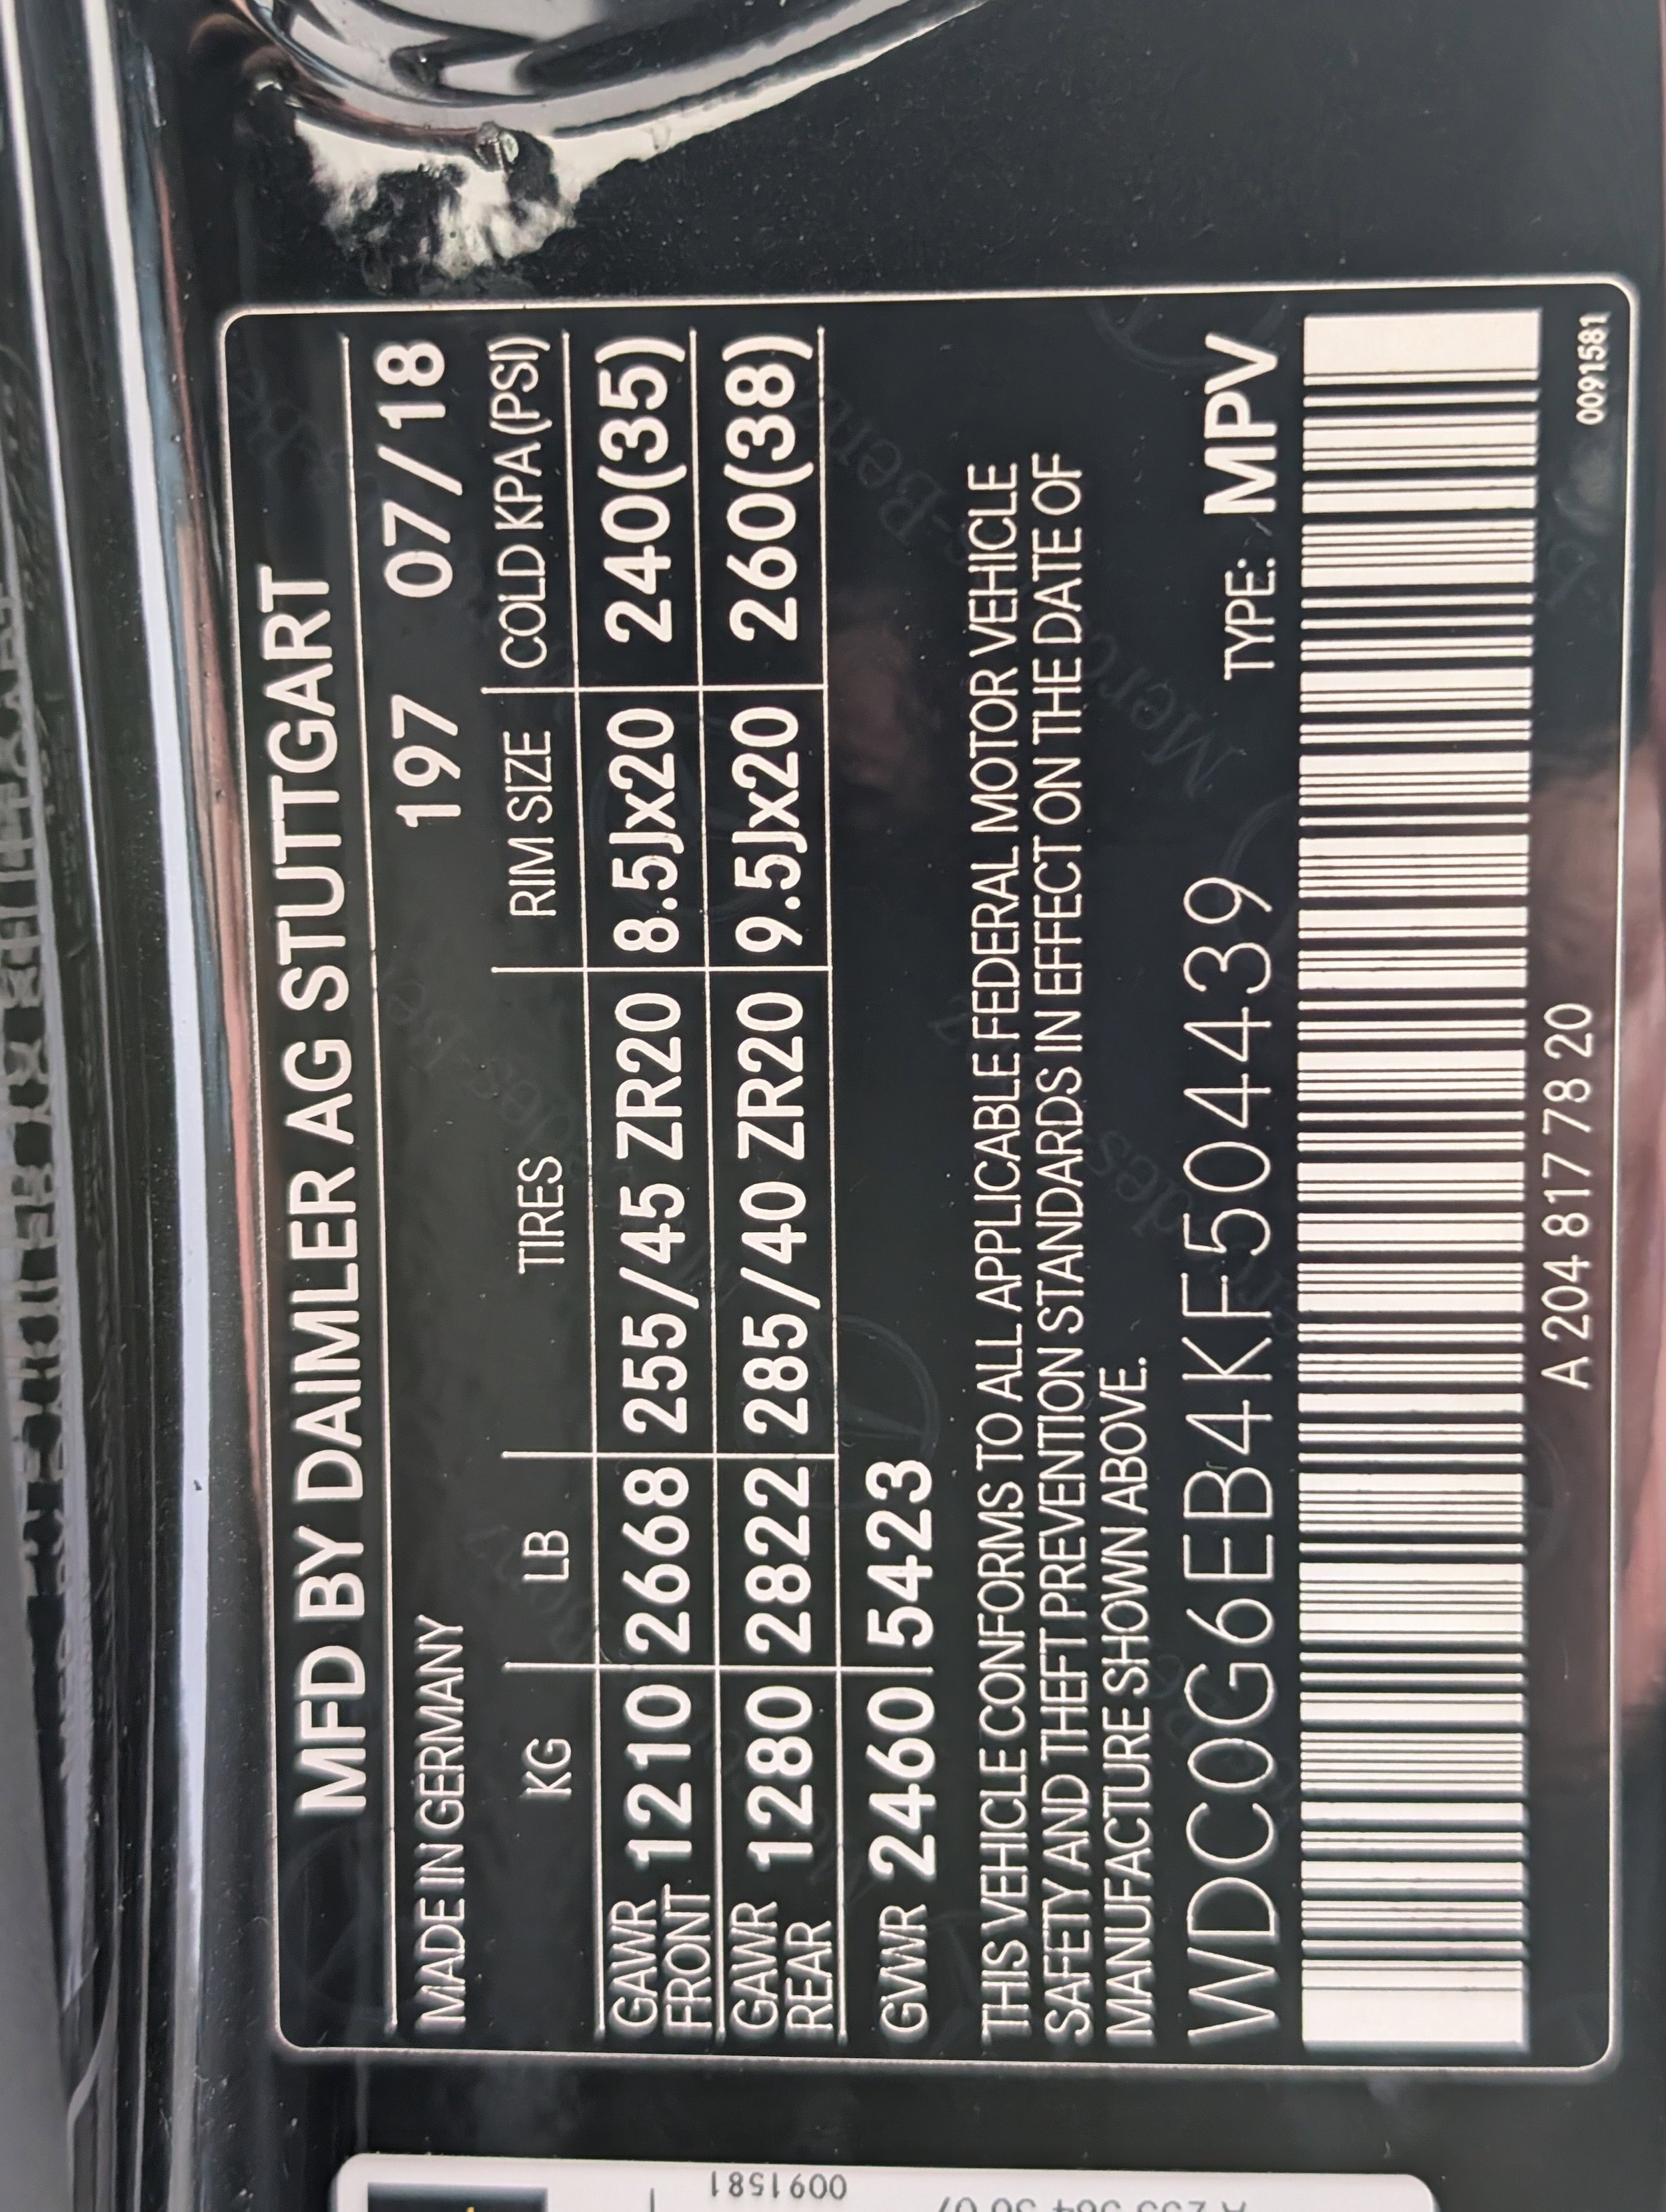 MFD BY DAIMLER AG STUTTGART
MADE IN GERMANY 197 07/18
KG LB TIRES RIM SIZE COLD KPA(PSI)
GAWR FRONT 1210 2668 255/45 ZR20 8.5Jx20 240(35)
GAWR REAR 1280 2822 285/40 ZR20 9.5Jx20 260(38)
GVWR 2460 5423
THIS VEHICLE CONFORMS TO ALL APPLICABLE FEDERAL MOTOR VEHICLE
SAFETY AND THEFT PREVENTION STANDARDS IN EFFECT ON THE DATE OF
MANUFACTURE SHOWN ABOVE.
WDC0G6EB4KF504439 TYPE: MPV
A 204 817 78 20
0091581
0091581